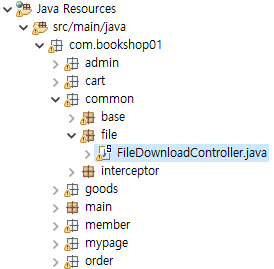 Java Resources
src/main/java
com.bookshop01
admin
cart
common
base
file
FileDownloadController.java
interceptor
goods
main
member
mypage
order